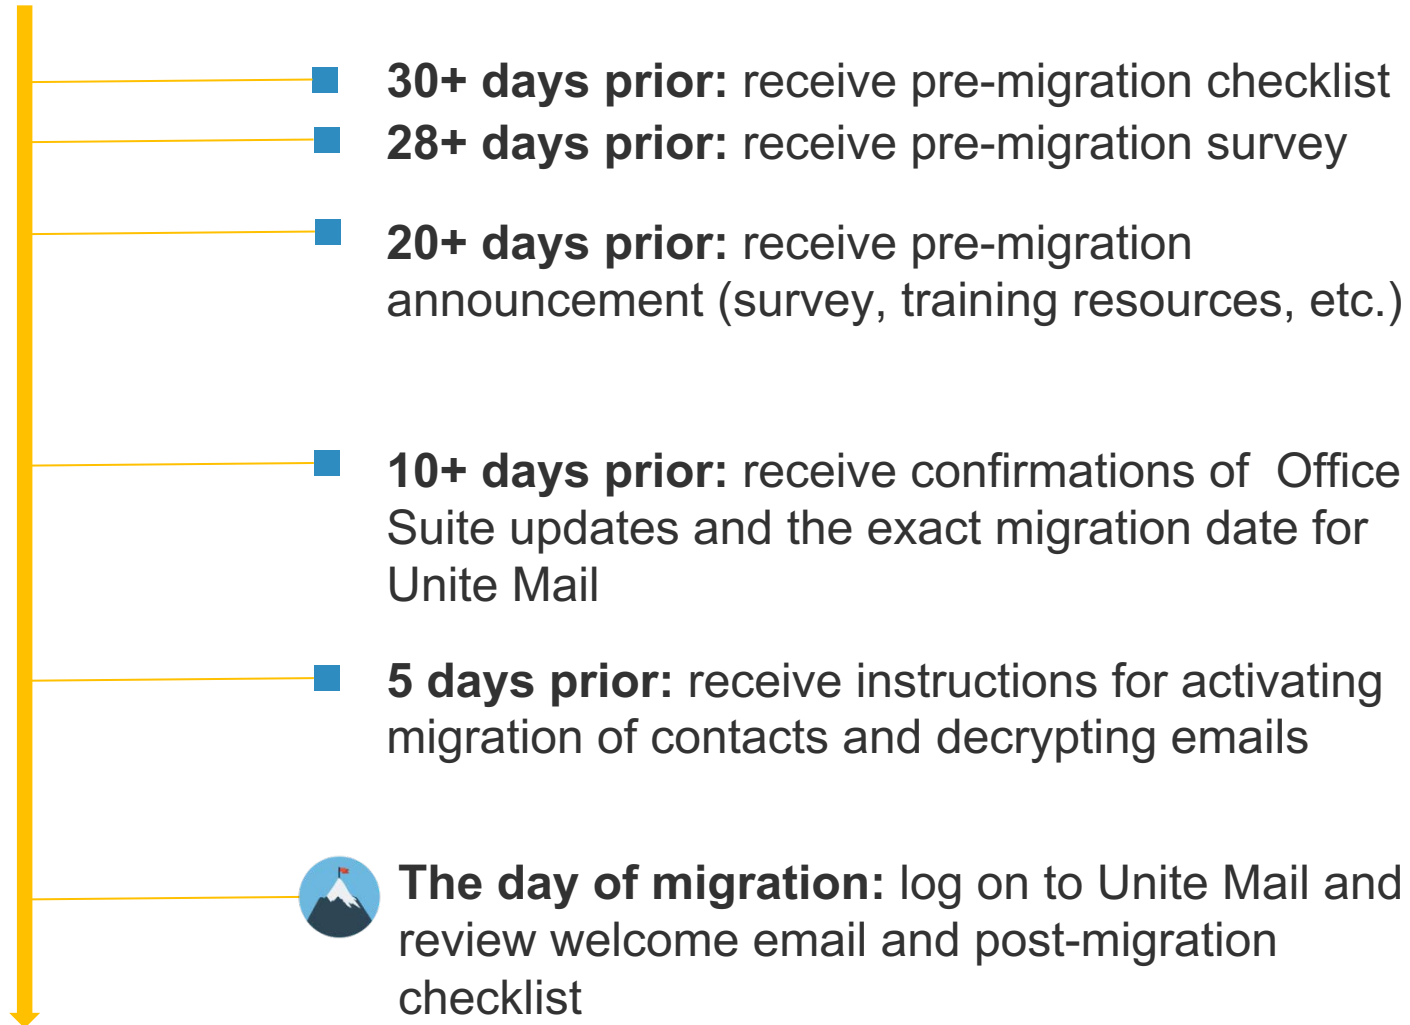 30+ days prior: receive pre-migration checklist
28+ days prior: receive pre-migration survey
20+ days prior: receive pre-migration
announcement (survey, training resources, etc.)
10+ days prior: receive confirmations of  Office
Suite updates and the exact migration date for
Unite Mail
5 days prior: receive instructions for activating
migration of contacts and decrypting emails
The day of migration: log on to Unite Mail and
review welcome email and post-migration
checklist